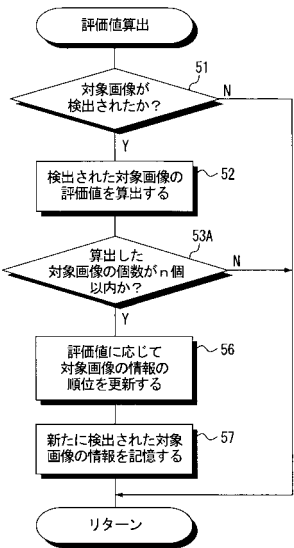 評価値算出
51
対象画像が
検出されたか?
N
Y
52
検出された対象画像の
評価値を算出する
53A
算出した
対象画像の個数がn個
以内か?
N
Y
56
評価値に応じて
対象画像の情報の
順位を更新する
57
新たに検出された対象
画像の情報を記憶する
リターン